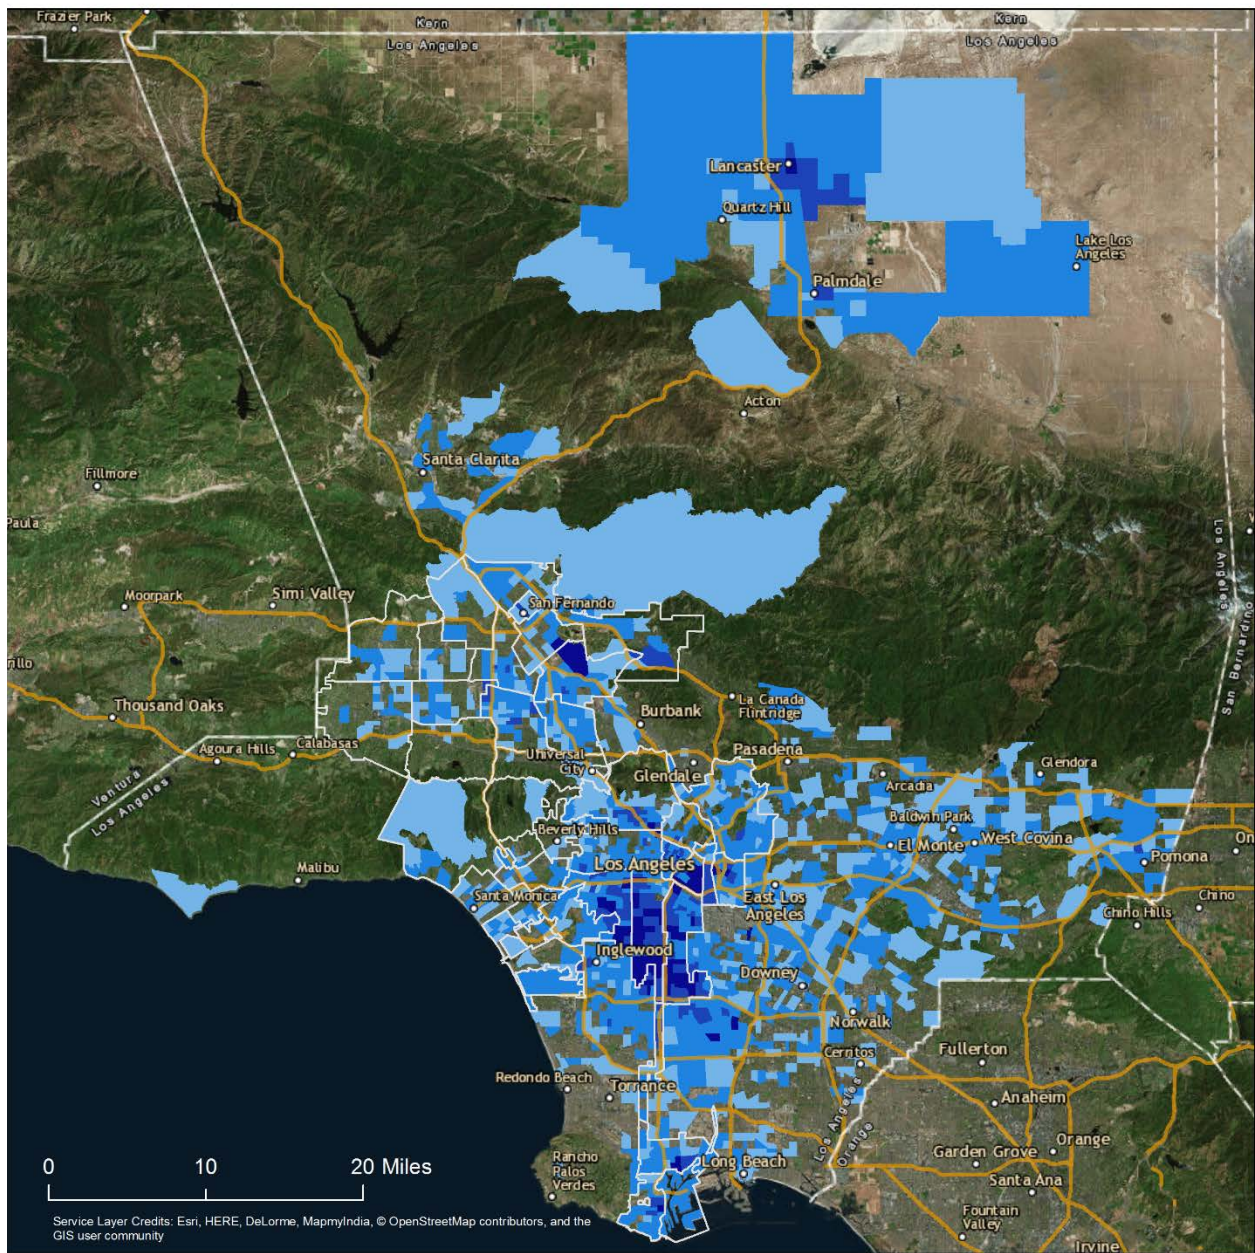 Frazier Park
Kern
Los Angeles
Kern
Los Angeles
Lancaster
Quartz Hill
Lake Los
Angeles
Palmdale
Acton
Santa Clarita
Fillmore
Paula
Los Angeles
San Bernardino
Moorpark
Simi Valley
San Fernando
rillo
Thousand Oaks
La Canada
Flintridge
Burbank
Agoura Hills
Calabasas
Universal
City
Pasadena
Glendale
Glendora
Arcadia
Ventura
Los Angeles
Beverly Hills
Baldwin Park
El Monte
West Covina
On
Los Angeles
Pomona
Malibu
Santa Monica
East Los
Angeles
Chino
Chino Hills
Inglewood
Downey
Norwalk
Cerritos
Fullerton
Redondo Beach
Torrance
Anaheim
Los Angeles
Orange
Orange
Garden Grove
Long Beach
Rancho
Palos
Verdes
Santa Ana
Fountain
Valley
Irvine
0 10 20 Miles
Service Layer Credits: Esri, HERE, DeLorme, MapmyIndia, © OpenStreetMap contributors, and the
GIS user community